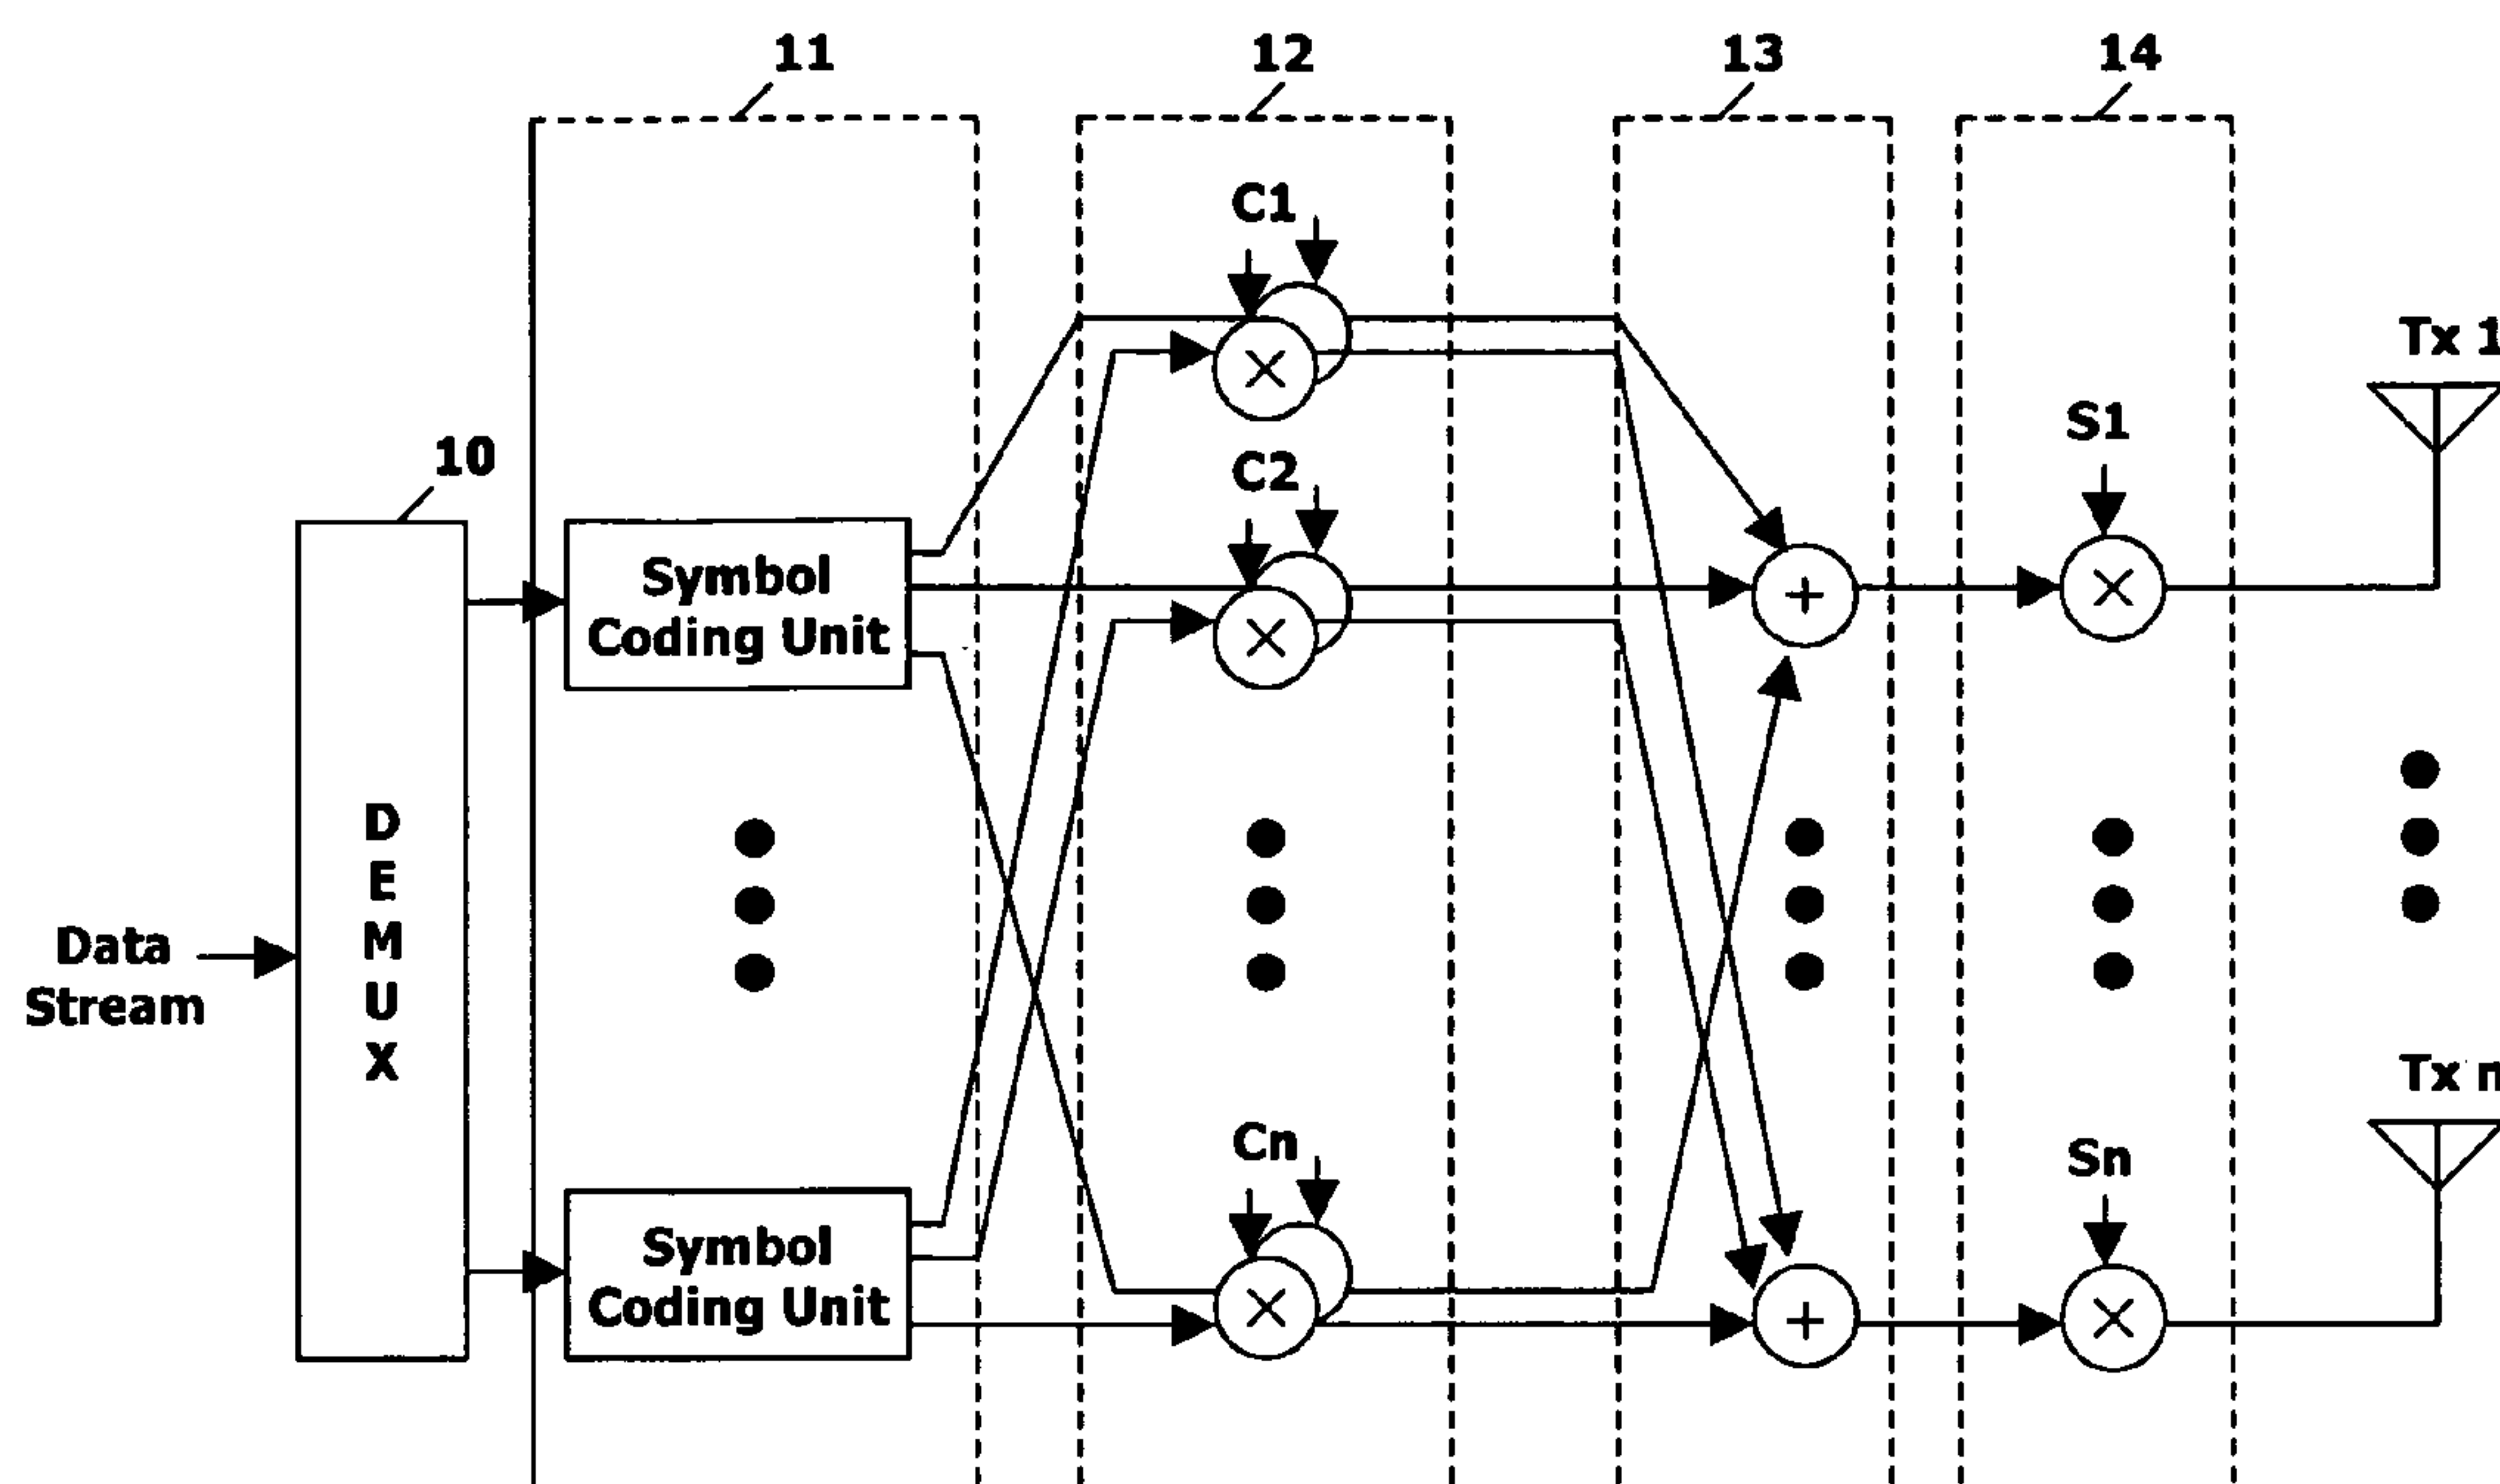 11
12
13
14
C1
Tx 1
S1
C2
10
Symbol
Coding Unit
+
D
E
M
U
X
Data
Stream
Tx n
Cn
Sn
Symbol
Coding Unit
+